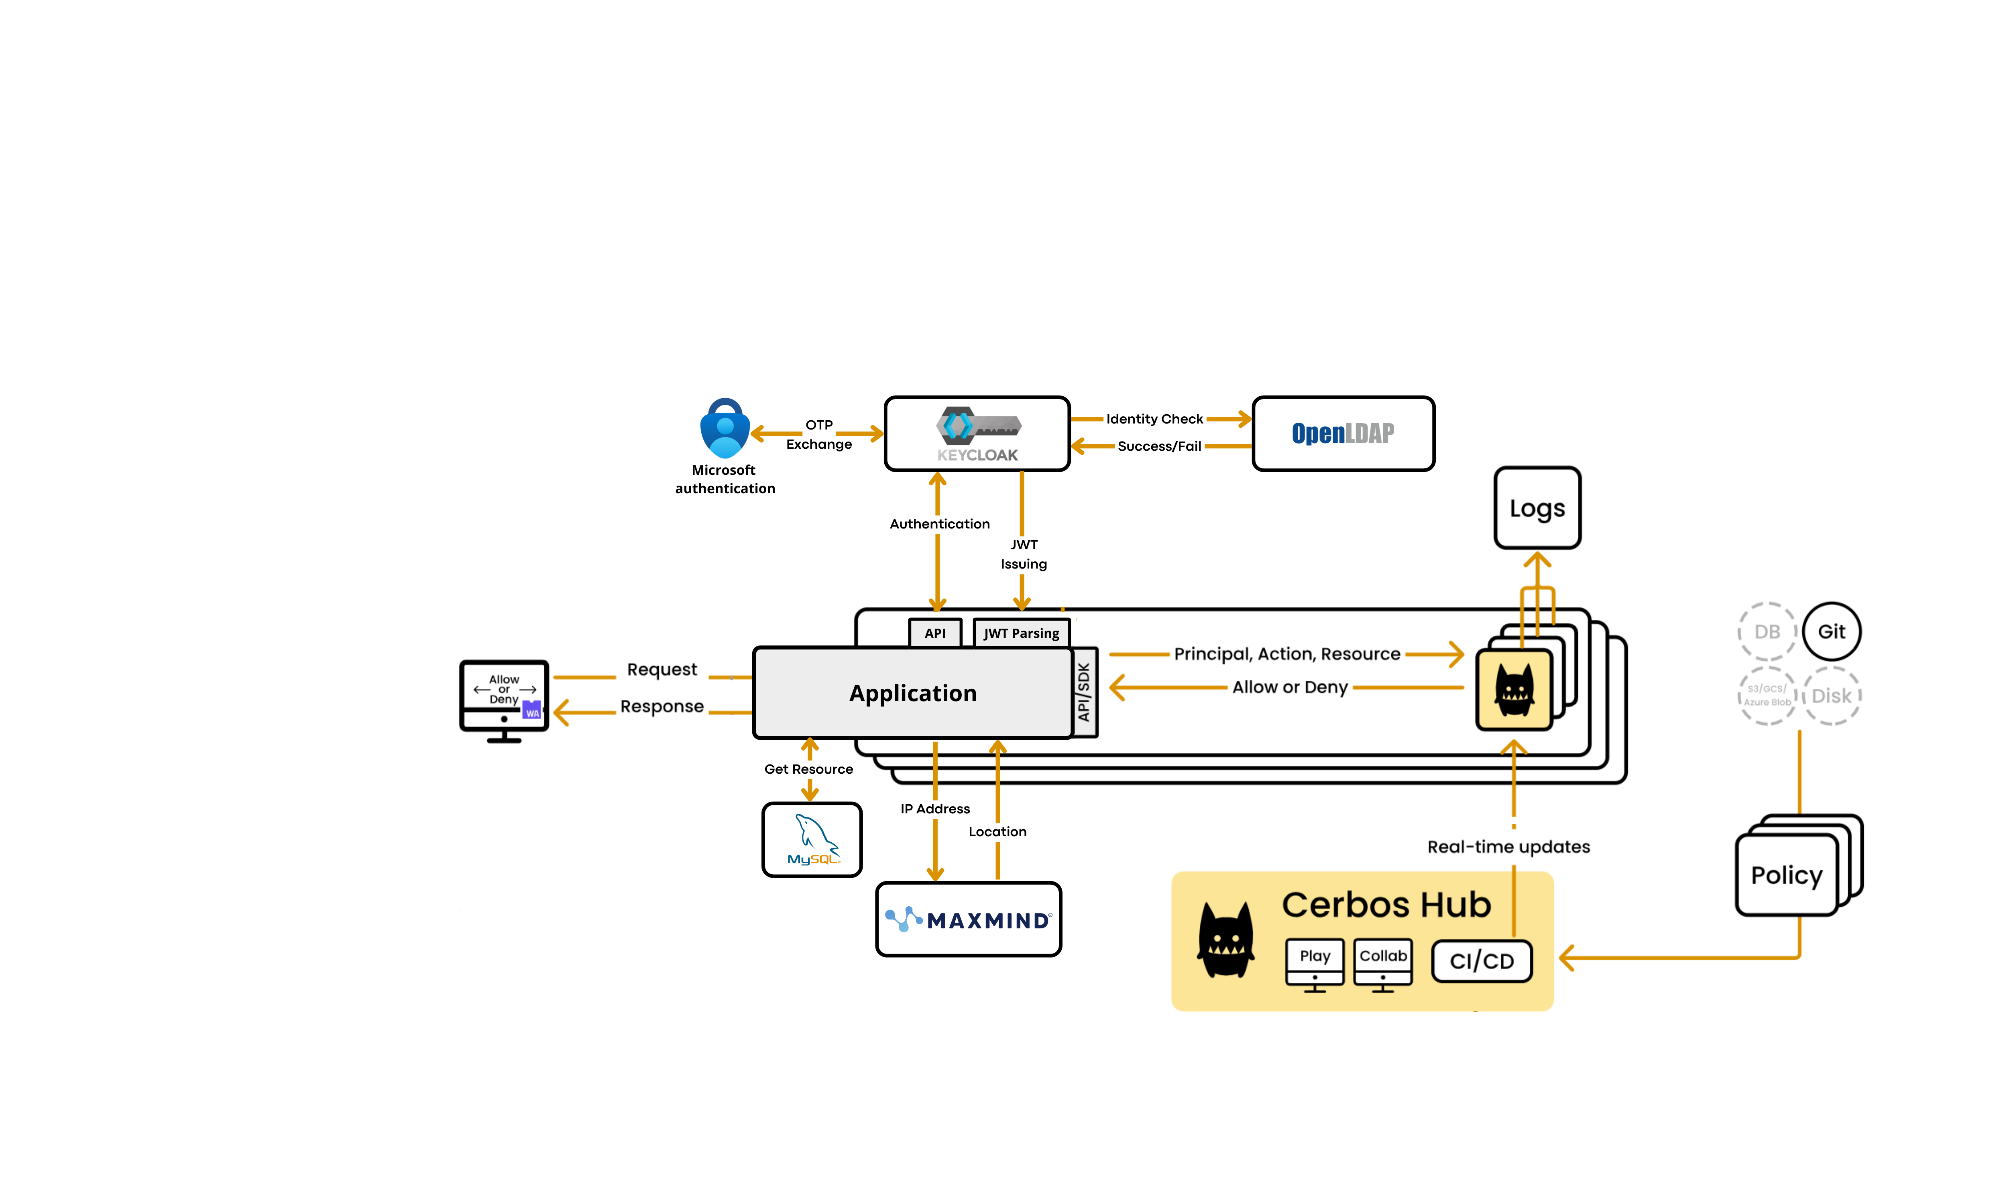 OTP
Exchange
Microsoft
authentication
KEYCLOAK
Identity Check
Success/Fail
OpenLDAP
Authentication
JWT
Issuing
Logs
API
JWT Parsing
Application
API/SDK
Request
Response
Allow
or
Deny
WA
Principal, Action, Resource
Allow or Deny
DB
Git
S3/GCS/
Azure Blob
Disk
Get Resource
MySQL
IP Address
Location
MAXMIND
Real-time updates
Policy
Cerbos Hub
Play
Collab
CI/CD